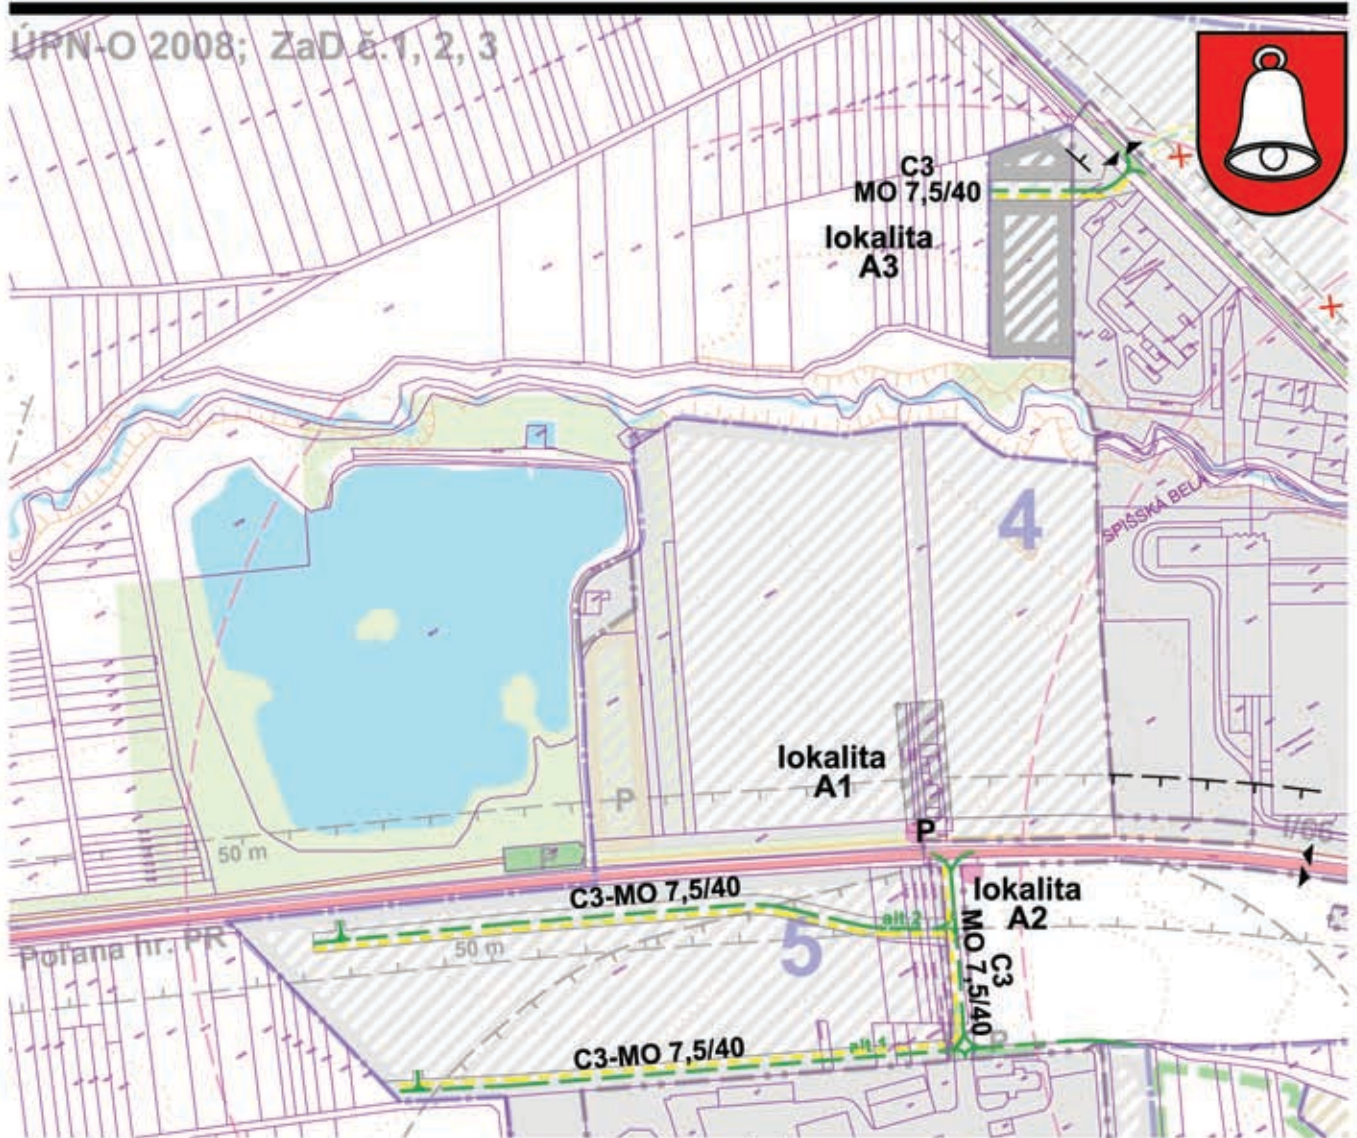 ÚPN-O 2008; ZaD č.1, 2, 3
C3
MO 7,5/40
lokalita
A3
4
SPIŠSKÁ BELÁ
lokalita
A1
P
P
I/66
50 m
P
C3-MO 7,5/40
lokalita
A2
alt.2
Poľana hr. PR
50 m
5
C3
MO 7,5/40
P
C3-MO 7,5/40
alt.1